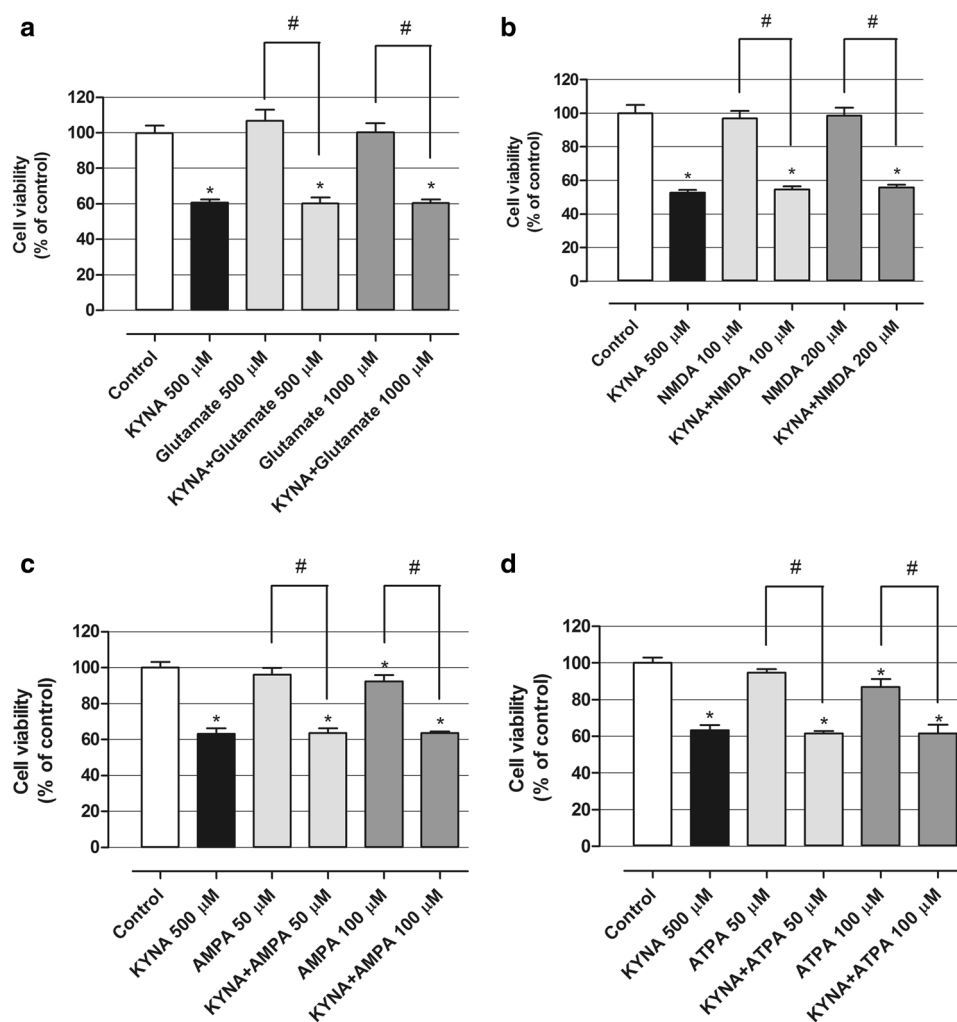 a
#
#
120
100
80
60
40
20
0
Cell viability
(% of control)
*
*
*
Control
KYNA 500 μM
Glutamate 500 μM
KYNA+Glutamate 500 μM
Glutamate 1000 μM
KYNA+Glutamate 1000 μM
b
#
#
120
100
80
60
40
20
0
Cell viability
(% of control)
*
*
*
Control
KYNA 500 μM
NMDA 100 μM
KYNA+NMDA 100 μM
NMDA 200 μM
KYNA+NMDA 200 μM
c
#
#
120
100
80
60
40
20
0
Cell viability
(% of control)
*
*
*
*
Control
KYNA 500 μM
AMPA 50 μM
KYNA+AMPA 50 μM
AMPA 100 μM
KYNA+AMPA 100 μM
d
#
#
120
100
80
60
40
20
0
Cell viability
(% of control)
*
*
*
*
Control
KYNA 500 μM
ATPA 50 μM
KYNA+ATPA 50 μM
ATPA 100 μM
KYNA+ATPA 100 μM